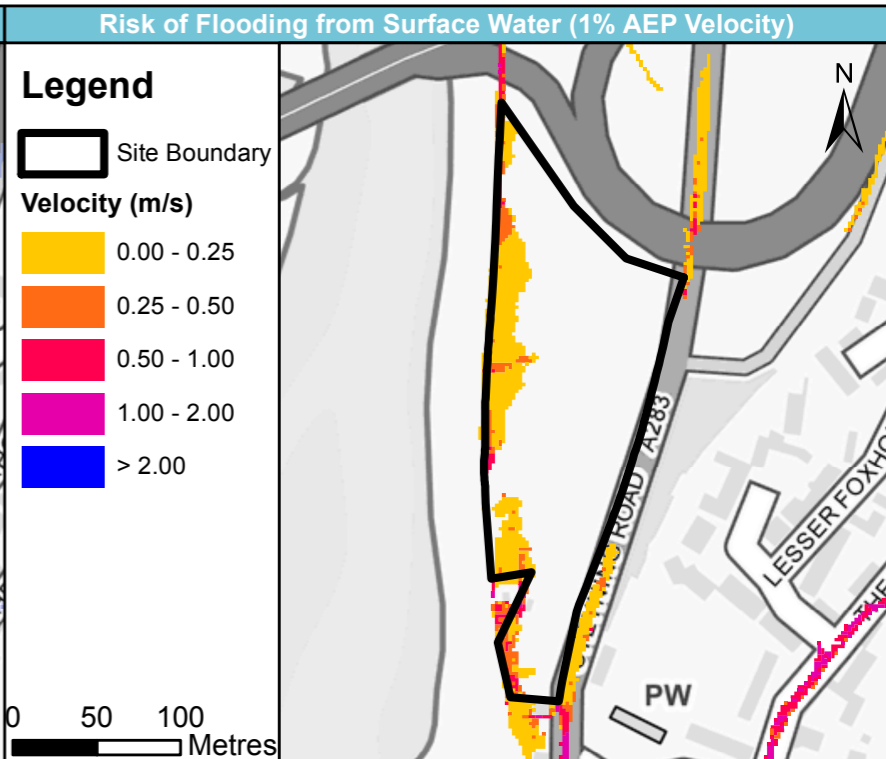 Risk of Flooding from Surface Water (1% AEP Velocity)
Legend
Site Boundary
Velocity (m/s)
0.00 - 0.25
0.25 - 0.50
0.50 - 1.00
1.00 - 2.00
> 2.00
0 50 100
Metres
N
ROAD A283
LESSER FOXHO
THE
PW